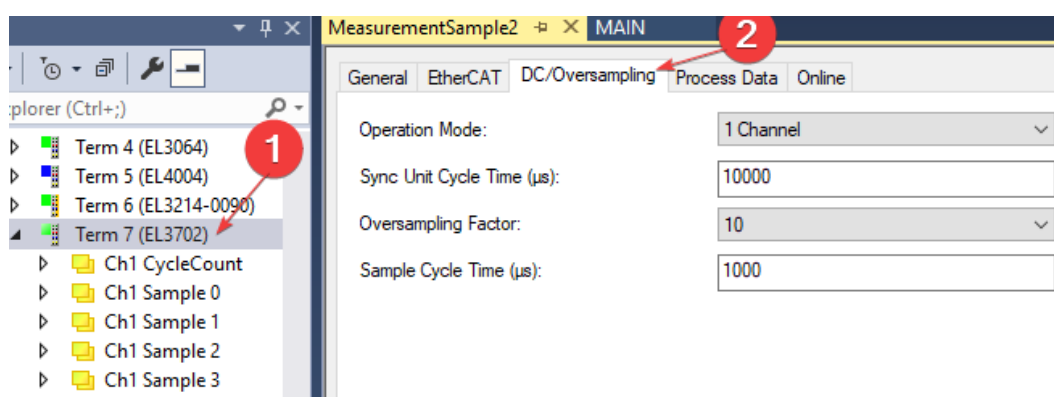 MeasurementSample2 MAIN
2
General EtherCAT DC/Oversampling Process Data Online
plorer (Ctrl+;)
Operation Mode: 1 Channel
1
Term 4 (EL3064)
Term 5 (EL4004)
Sync Unit Cycle Time (µs): 10000
Term 6 (EL3214-0090)
Oversampling Factor: 10
Term 7 (EL3702)
Ch1 CycleCount
Sample Cycle Time (µs): 1000
Ch1 Sample 0
Ch1 Sample 1
Ch1 Sample 2
Ch1 Sample 3